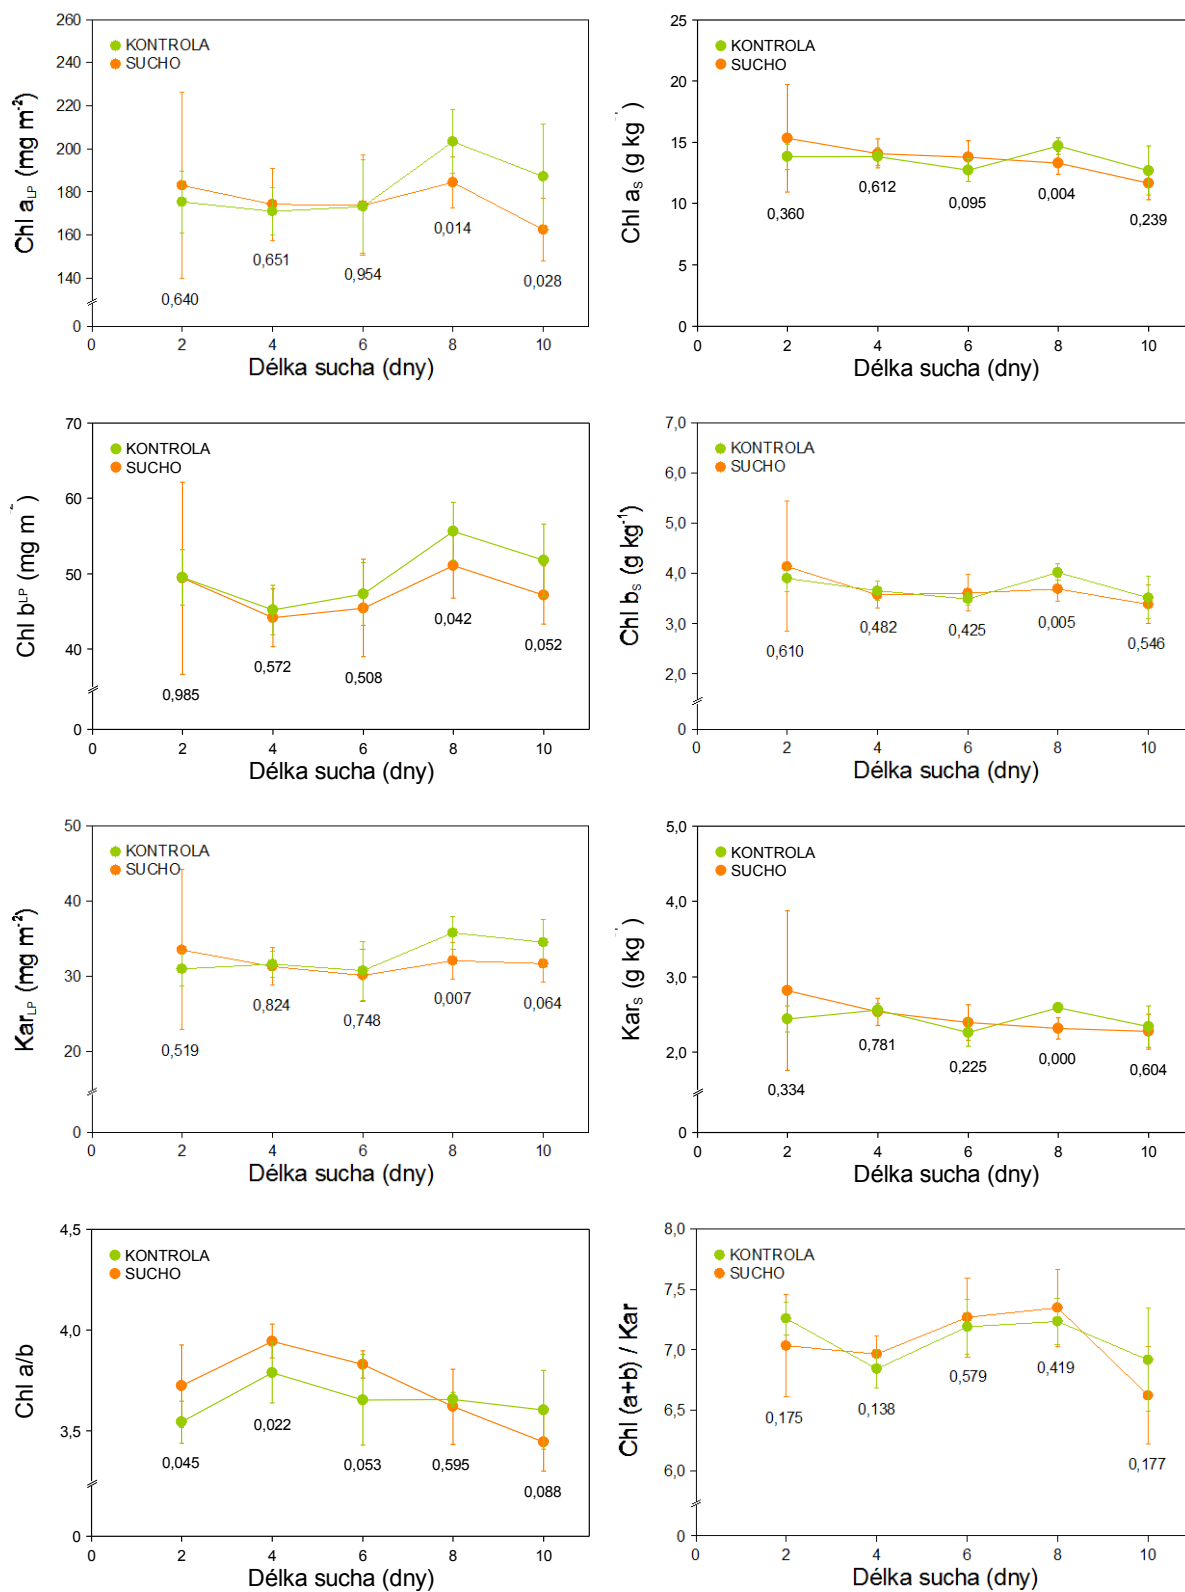 260
240
220
200
180
160
140
0
Chl a LP (mg m-2)
KONTROLA
SUCHO
0,640
0,651
0,954
0,014
0,028
0 2 4 6 8 10
Délka sucha (dny)
25
20
15
10
5
0
Chl a S (g kg
KONTROLA
SUCHO
0,360
0,612
0,095
0,004
0,239
0 2 4 6 8 10
Délka sucha (dny)
70
60
50
40
0
Chl b LP (mg m-2)
KONTROLA
SUCHO
0,985
0,572
0,508
0,042
0,052
0 2 4 6 8 10
Délka sucha (dny)
7,0
6,0
5,0
4,0
3,0
2,0
0
Chl b S (g kg-1)
KONTROLA
SUCHO
0,610
0,482
0,425
0,005
0,546
0 2 4 6 8 10
Délka sucha (dny)
50
40
30
20
0
Kar LP (mg m-2)
KONTROLA
SUCHO
0,519
0,824
0,748
0,007
0,064
0 2 4 6 8 10
Délka sucha (dny)
5,0
4,0
3,0
2,0
0
Kar S (g kg
KONTROLA
SUCHO
0,334
0,781
0,225
0,000
0,604
0 2 4 6 8 10
Délka sucha (dny)
4,5
4,0
3,5
0
Chl a/b
KONTROLA
SUCHO
0,045
0,022
0,053
0,595
0,088
0 2 4 6 8 10
Délka sucha (dny)
8,0
7,5
7,0
6,5
6,0
0
Chl (a+b) / Kar
KONTROLA
SUCHO
0,175
0,138
0,579
0,419
0,177
0 2 4 6 8 10
Délka sucha (dny)